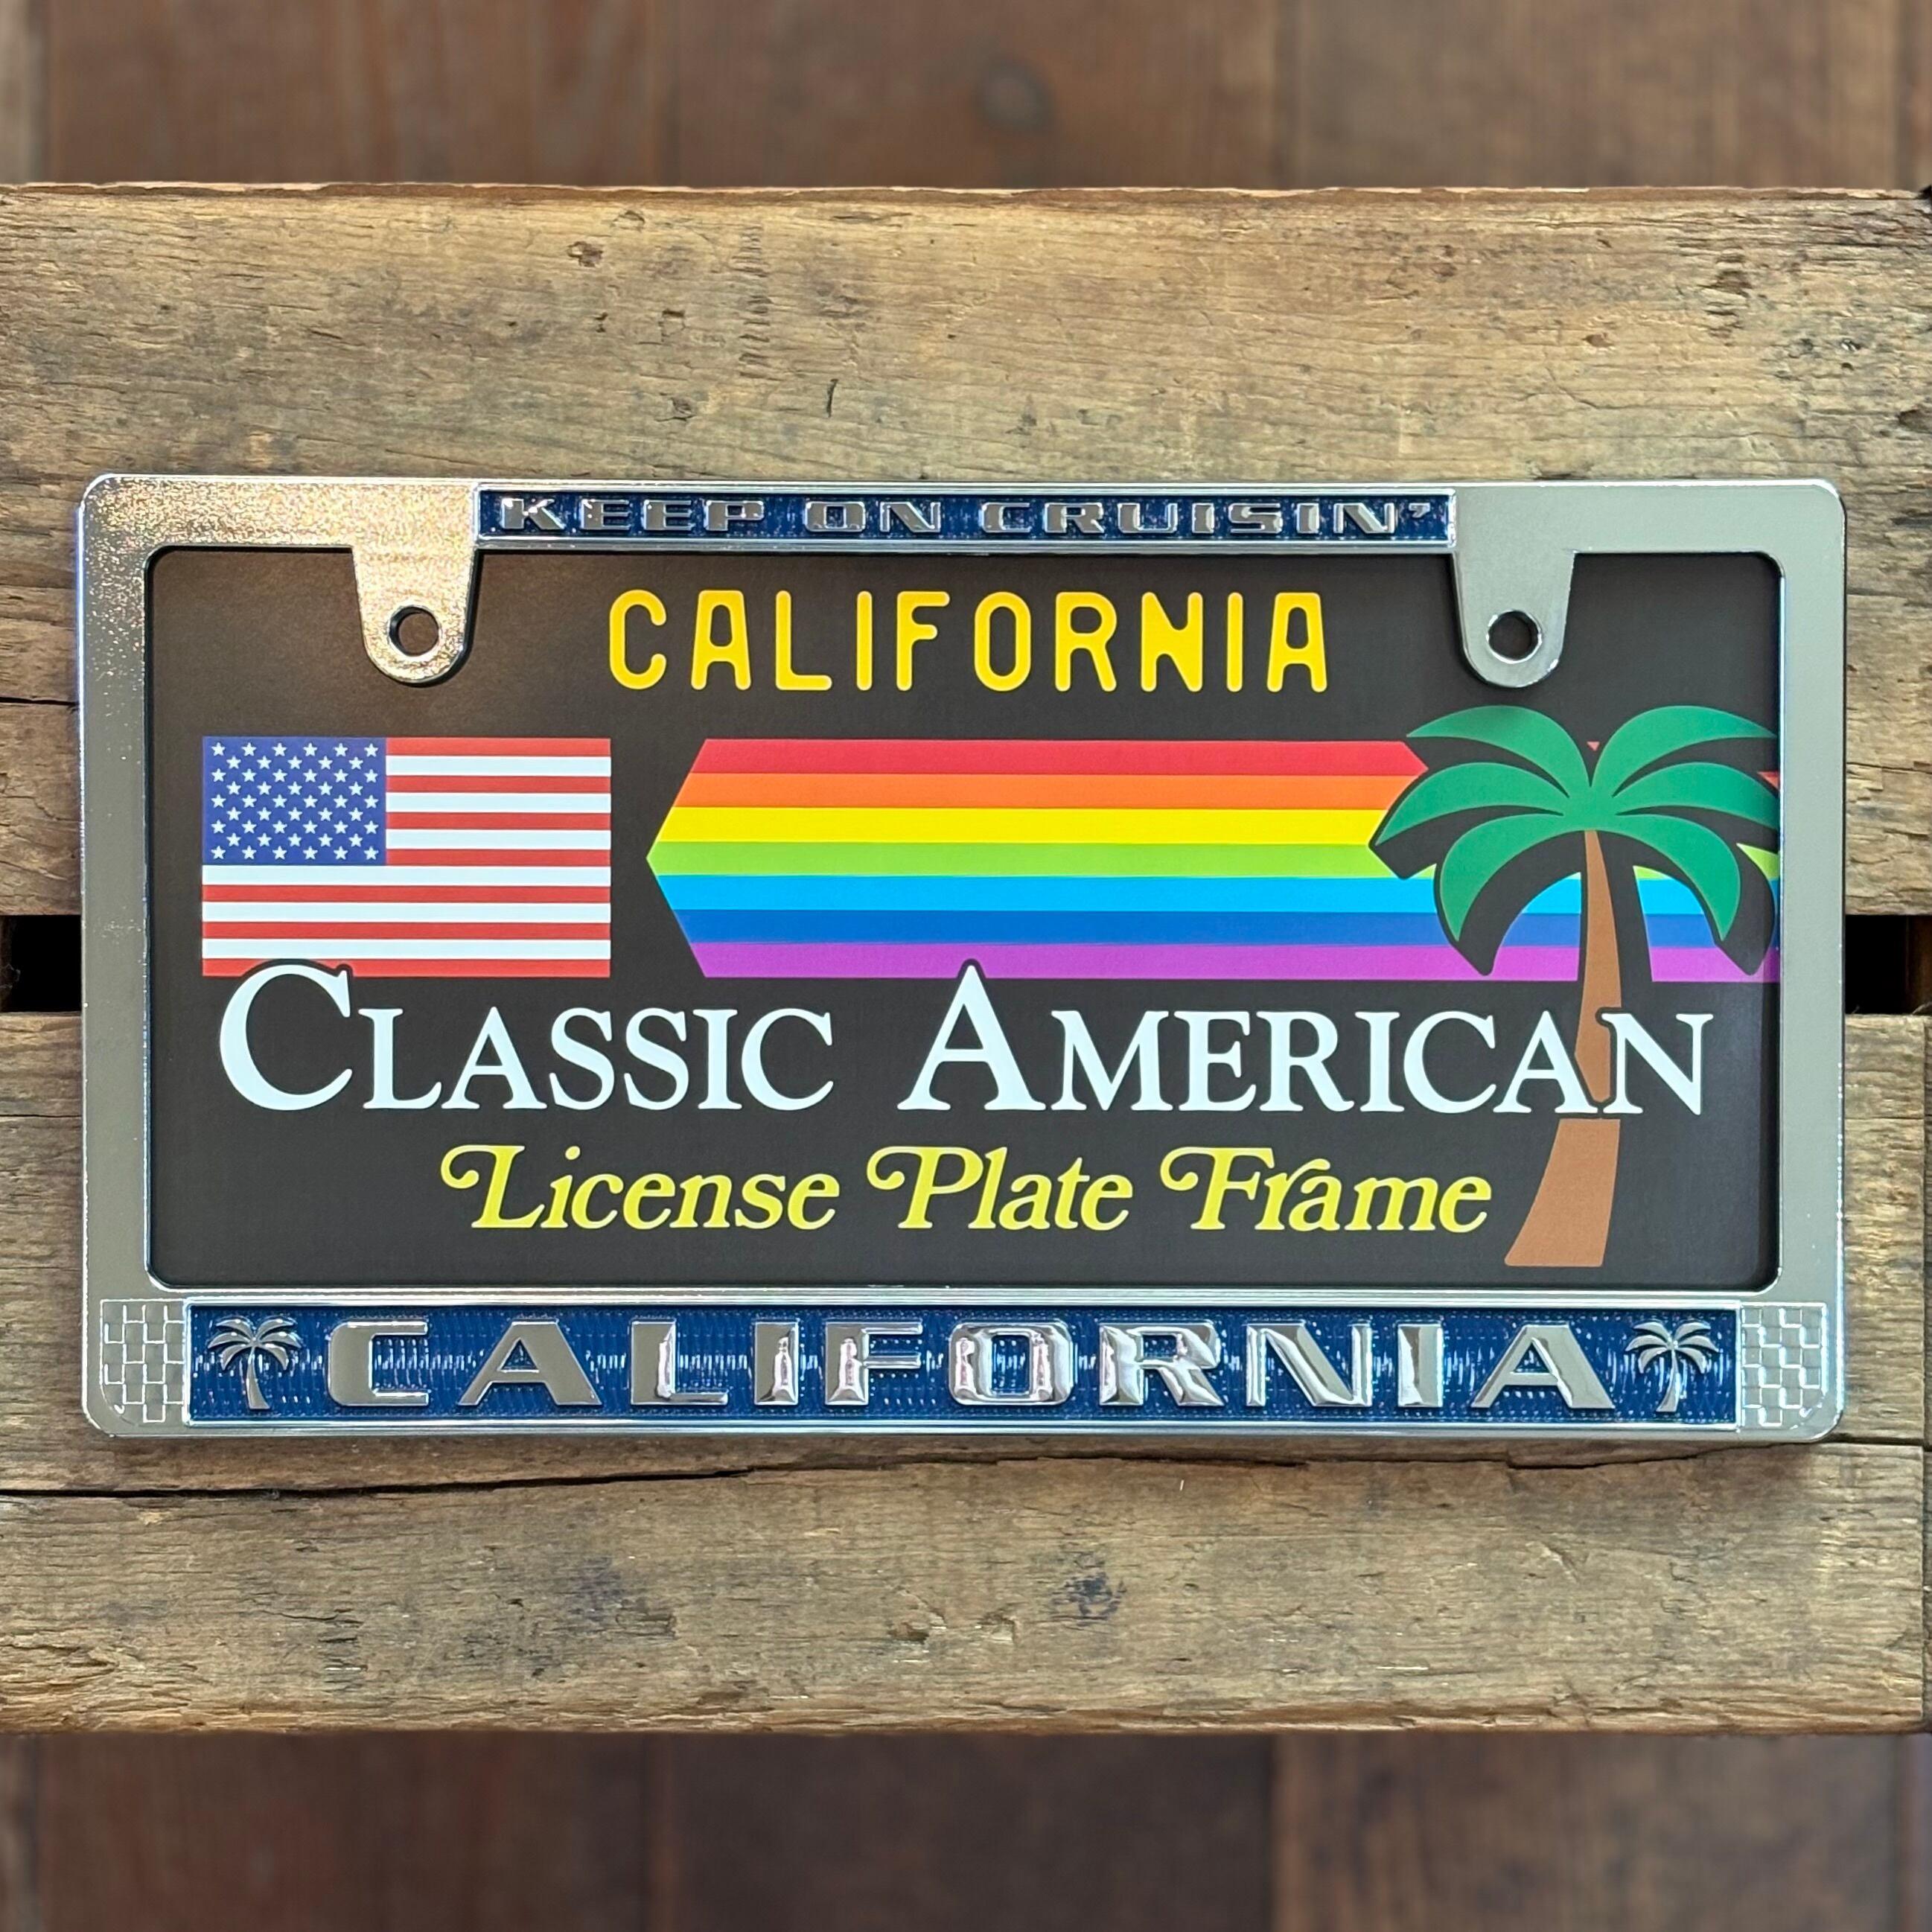 KEEP ON CRUISIN'
CALIFORNIA
CLASSIC AMERICAN
License Plate Frame
CALIFORNIA